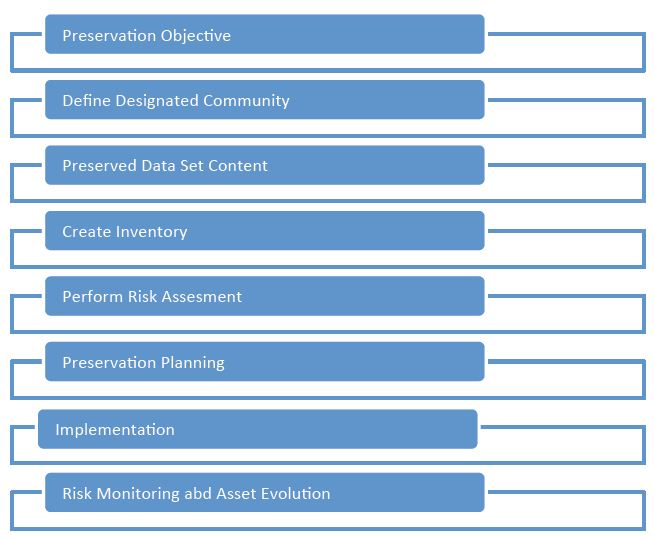 Preservation Objective
Define Designated Community
Preserved Data Set Content
Create Inventory
Perform Risk Assesment
Preservation Planning
Implementation
Risk Monitoring abd Asset Evolution